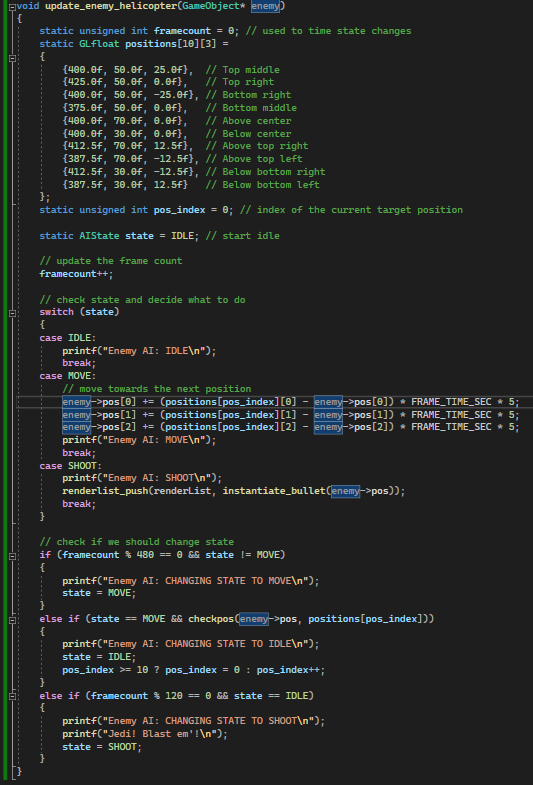 void update_enemy_helicopter(GameObject* enemy)
{
    static unsigned int framecount = 0; // used to time state changes
    static GLfloat positions[10][3] =
    {
        {400.0f, 50.0f, 25.0f},  // Top middle
        {425.0f, 50.0f, 0.0f},   // Top right
        {400.0f, 50.0f, -25.0f}, // Bottom right
        {375.0f, 50.0f, 0.0f},   // Bottom middle
        {400.0f, 70.0f, 0.0f},   // Above center
        {400.0f, 30.0f, 0.0f},   // Below center
        {412.5f, 70.0f, 12.5f},  // Above top right
        {387.5f, 70.0f, -12.5f}, // Above top left
        {412.5f, 30.0f, -12.5f}, // Below bottom right
        {387.5f, 30.0f, 12.5f}   // Below bottom left
    };
    static unsigned int pos_index = 0; // index of the current target position
    static AIState state = IDLE; // start idle
    // update the frame count
    framecount++;
    // check state and decide what to do
    switch (state)
    {
    case IDLE:
        printf("Enemy AI: IDLE\n");
        break;
    case MOVE:
        // move towards the next position
        enemy->pos[0] += (positions[pos_index][0] - enemy->pos[0]) * FRAME_TIME_SEC * 5;
        enemy->pos[1] += (positions[pos_index][1] - enemy->pos[1]) * FRAME_TIME_SEC * 5;
        enemy->pos[2] += (positions[pos_index][2] - enemy->pos[2]) * FRAME_TIME_SEC * 5;
        printf("Enemy AI: MOVE\n");
        break;
    case SHOOT:
        printf("Enemy AI: SHOOT\n");
        renderlist_push(renderList, instantiate_bullet(enemy->pos));
        break;
    }
    // check if we should change state
    if (framecount % 480 == 0 && state != MOVE)
    {
        printf("Enemy AI: CHANGING STATE TO MOVE\n");
        state = MOVE;
    }
    else if (state == MOVE && checkpos(enemy->pos, positions[pos_index]))
    {
        printf("Enemy AI: CHANGING STATE TO IDLE\n");
        state = IDLE;
        pos_index >= 10 ? pos_index = 0 : pos_index++;
    }
    else if (framecount % 120 == 0 && state == IDLE)
    {
        printf("Enemy AI: CHANGING STATE TO SHOOT\n");
        printf("Jedi! Blast em'!\n");
        state = SHOOT;
    }
}